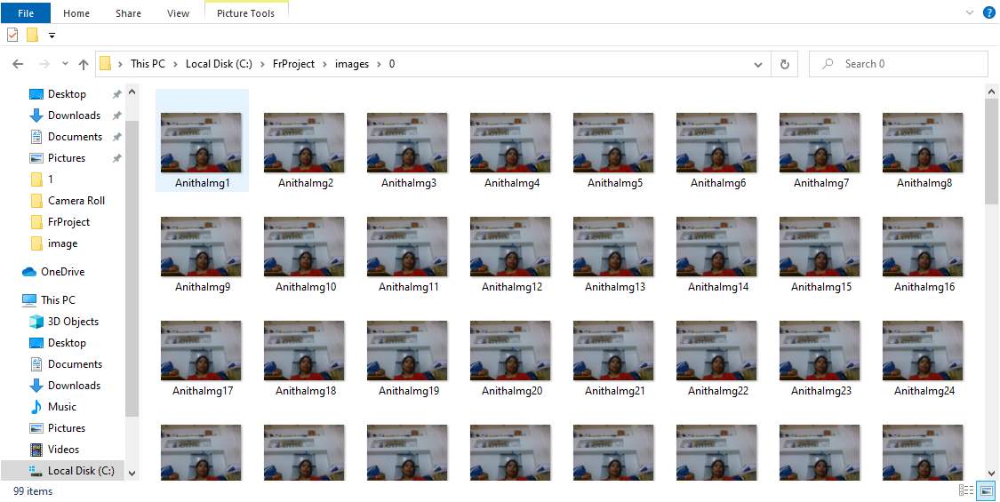 File Home Share View Picture Tools
This PC Local Disk (C:) FrProject images 0
Search 0
Desktop
Downloads
Documents
Pictures
1
Camera Roll
FrProject
image
OneDrive
This PC
3D Objects
Desktop
Documents
Downloads
Music
Pictures
Videos
Local Disk (C:)
AnithaImg1 AnithaImg2 AnithaImg3 AnithaImg4 AnithaImg5 AnithaImg6 AnithaImg7 AnithaImg8
AnithaImg9 AnithaImg10 AnithaImg11 AnithaImg12 AnithaImg13 AnithaImg14 AnithaImg15 AnithaImg16
AnithaImg17 AnithaImg18 AnithaImg19 AnithaImg20 AnithaImg21 AnithaImg22 AnithaImg23 AnithaImg24
99 items